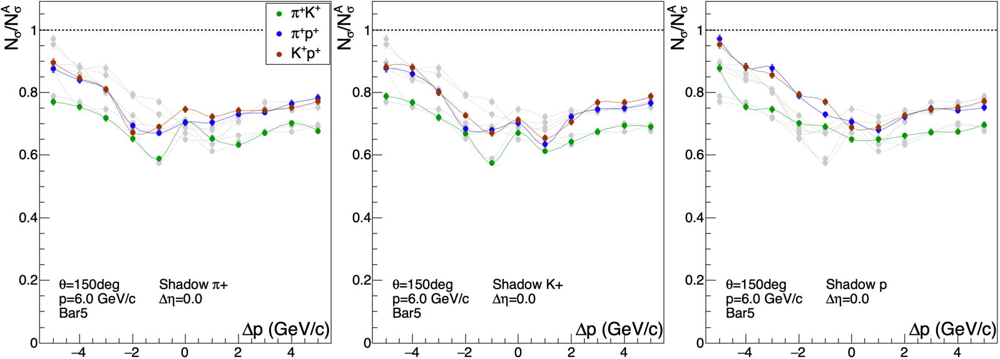 N_σ/N_σ^A
1
0.8
0.6
0.4
0.2
0
π⁺K⁺
π⁺p⁺
K⁺p⁺
θ=150deg
p=6.0 GeV/c
Bar5
Shadow π+
Δη=0.0
Δp (GeV/c)
−4 −2 0 2 4
N_σ/N_σ^A
1
0.8
0.6
0.4
0.2
0
θ=150deg
p=6.0 GeV/c
Bar5
Shadow K+
Δη=0.0
Δp (GeV/c)
−4 −2 0 2 4
N_σ/N_σ^A
1
0.8
0.6
0.4
0.2
0
θ=150deg
p=6.0 GeV/c
Bar5
Shadow p
Δη=0.0
Δp (GeV/c)
−4 −2 0 2 4